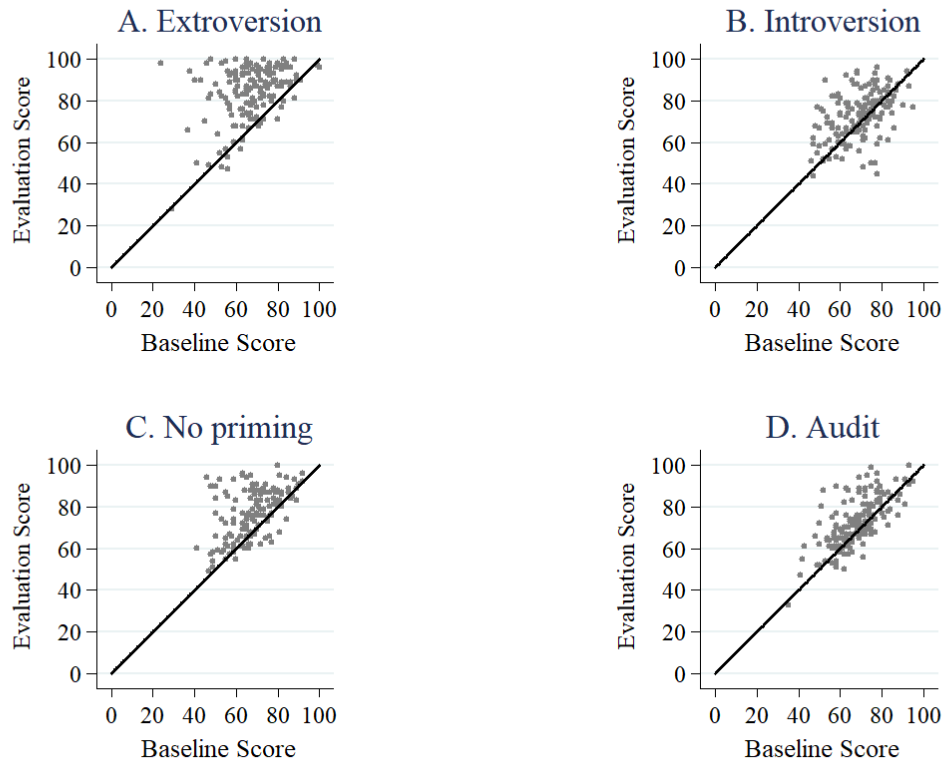 A. Extroversion
100
80
60
40
20
0
Evaluation Score
0 20 40 60 80 100
Baseline Score
B. Introversion
100
80
60
40
20
0
Evaluation Score
0 20 40 60 80 100
Baseline Score
C. No priming
100
80
60
40
20
0
Evaluation Score
0 20 40 60 80 100
Baseline Score
D. Audit
100
80
60
40
20
0
Evaluation Score
0 20 40 60 80 100
Baseline Score